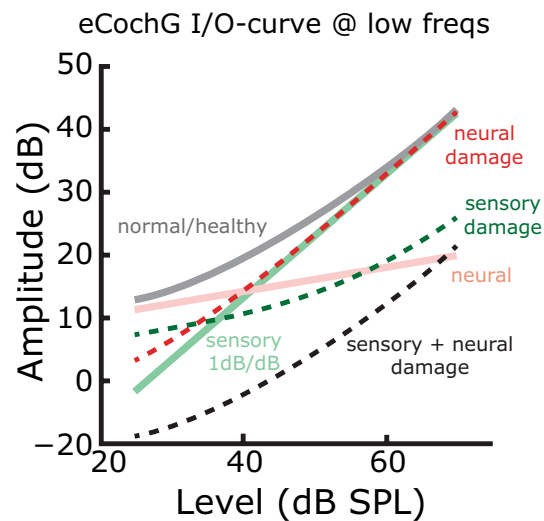 eCochG I/O-curve @ low freqs
Amplitude (dB)
50
40
30
20
10
0
−20
normal/healthy
neural
damage
sensory
damage
neural
sensory
1dB/dB
sensory + neural
damage
20
40
60
Level (dB SPL)